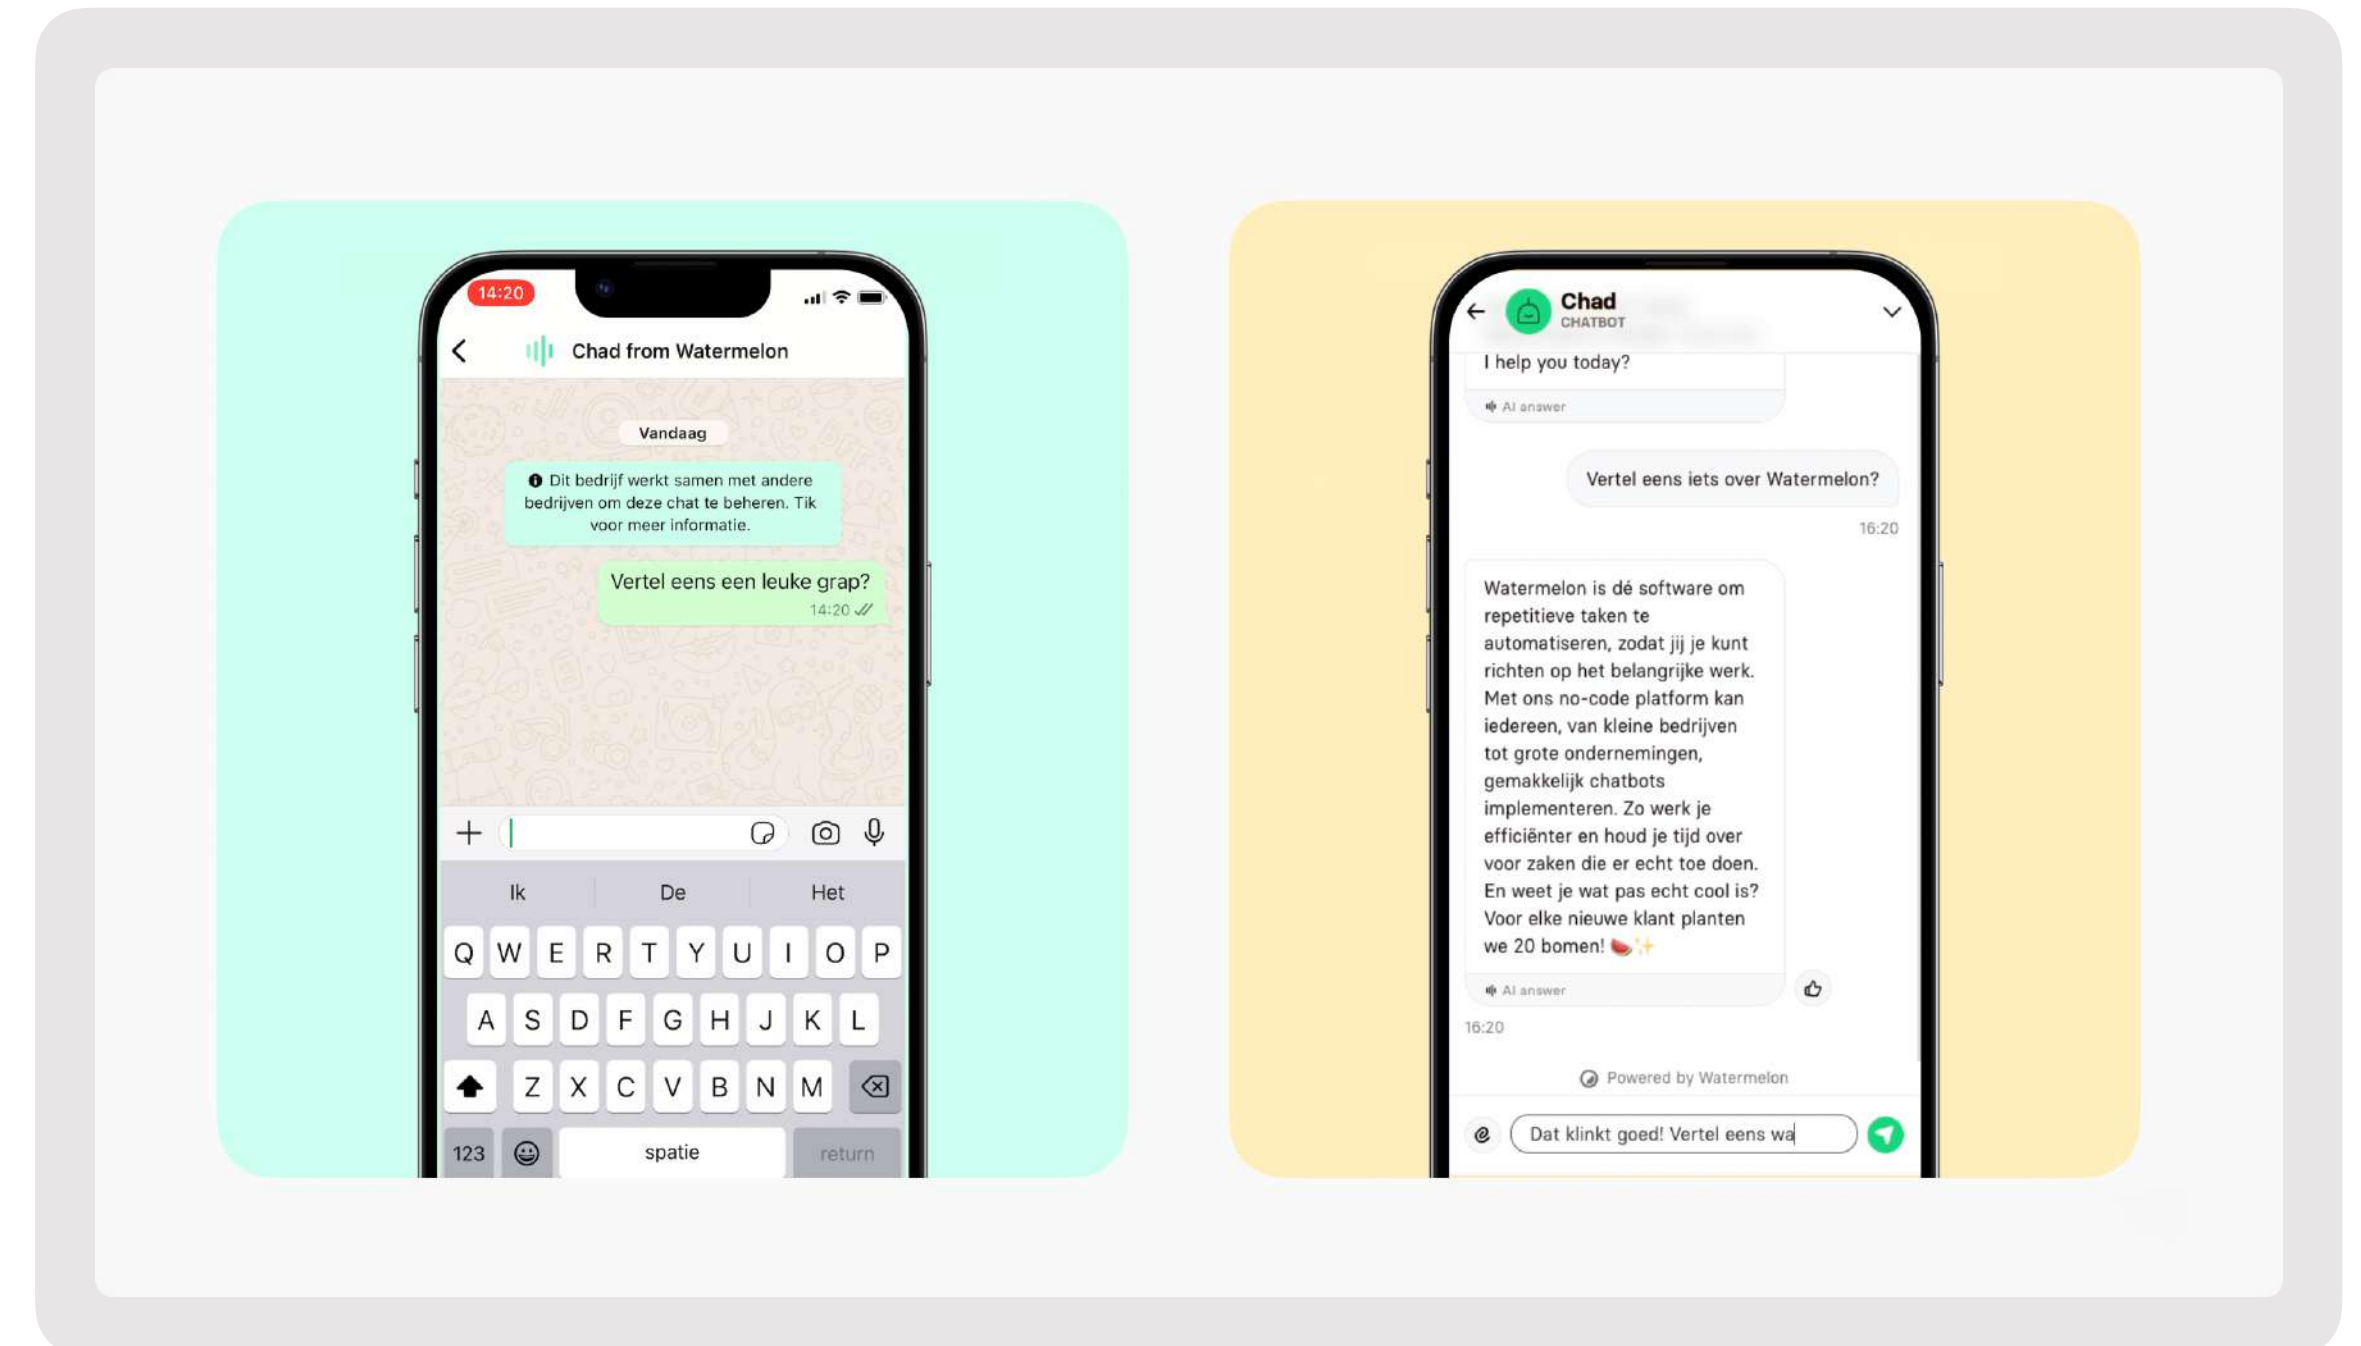 14:20
Chad from Watermelon
Vandaag
Dit bedrijf werkt samen met andere
bedrijven om deze chat te beheren. Tik
voor meer informatie.
Vertel eens een leuke grap?
14:20
Ik De Het
Q W E R T Y U I O P
A S D F G H J K L
Z X C V B N M
123 spatie return
Chad
CHATBOT
I help you today?
AI answer
Vertel eens iets over Watermelon?
16:20
Watermelon is dé software om
repetitieve taken te
automatiseren, zodat jij je kunt
richten op het belangrijke werk.
Met ons no-code platform kan
iedereen, van kleine bedrijven
tot grote ondernemingen,
gemakkelijk chatbots
implementeren. Zo werk je
efficiënter en houd je tijd over
voor zaken die er echt toe doen.
En weet je wat pas echt cool is?
Voor elke nieuwe klant planten
we 20 bomen! 🍉✨
AI answer
16:20
Powered by Watermelon
Dat klinkt goed! Vertel eens wa